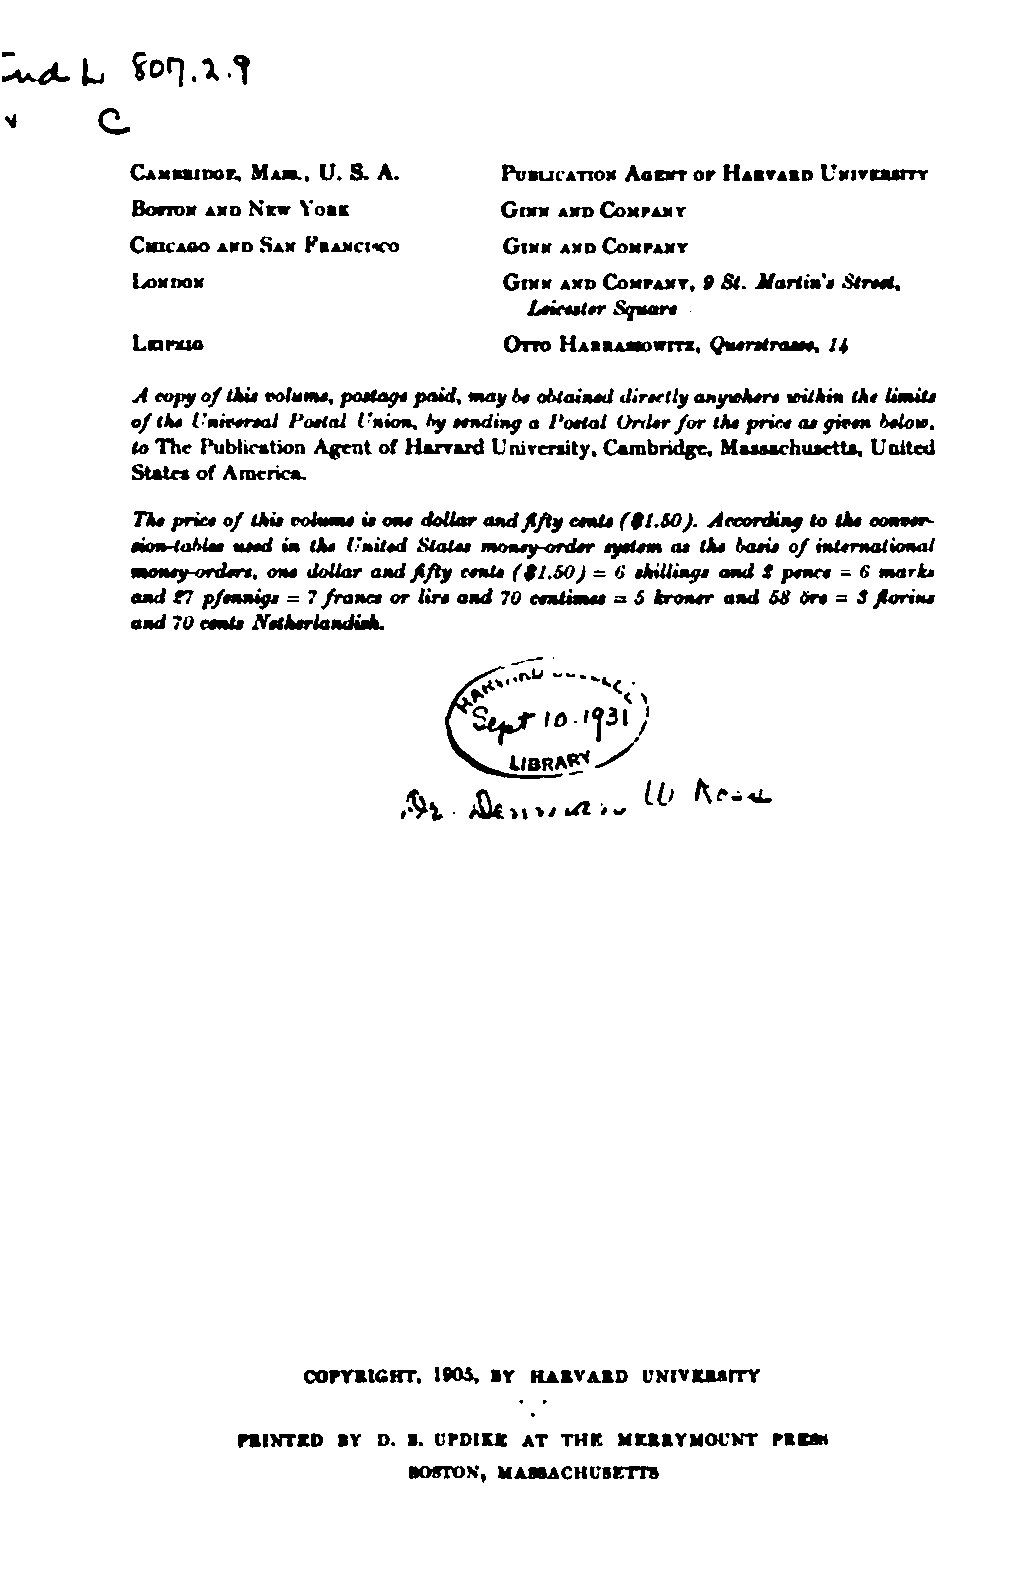 Ind L 807.2.9
C
CAMBRIDGE, MASS., U. S. A. PUBLICATION AGENT OF HARVARD UNIVERSITY
BOSTON AND NEW YORK GINN AND COMPANY
CHICAGO AND SAN FRANCISCO GINN AND COMPANY
LONDON GINN AND COMPANY, 9 St. Martin's Street,
Leicester Square
LEIPZIG OTTO HARRASSOWITZ, Querstrasse, 14
A copy of this volume, postage paid, may be obtained directly anywhere within the limits
of the Universal Postal Union, by sending a Postal Order for the price as given below,
to The Publication Agent of Harvard University, Cambridge, Massachusetts, United
States of America.
The price of this volume is one dollar and fifty cents ($1.50). According to the conver-
sion-tables used in the United States money-order system as the basis of international
money-orders, one dollar and fifty cents ($1.50) = 6 shillings and 2 pence = 6 marks
and 27 pfennigs = 7 francs or lire and 70 centimes = 5 kroner and 58 öre = 3 florins
and 70 cents Netherlandish.
HARVARD COLLEGE
Sept 10. 1931
LIBRARY
Dr. Denman W Ross
COPYRIGHT, 1905, BY HARVARD UNIVERSITY
PRINTED BY D. B. UPDIKE AT THE MERRYMOUNT PRESS
BOSTON, MASSACHUSETTS